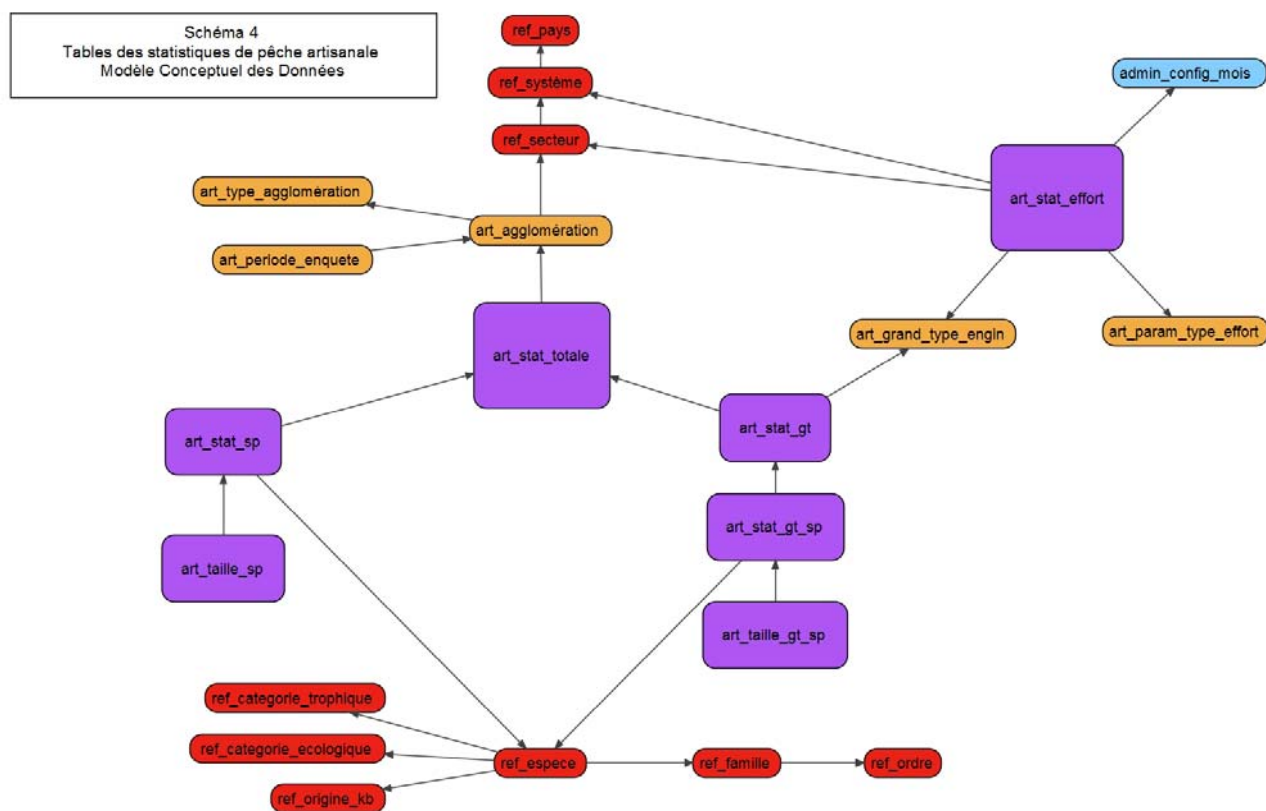 Schéma 4
Tables des statistiques de pêche artisanale
Modèle Conceptuel des Données
ref_pays
ref_système
admin_config_mois
ref_secteur
art_type_agglomération
art_stat_effort
art_agglomération
art_periode_enquete
art_grand_type_engin
art_param_type_effort
art_stat_totale
art_stat_gt
art_stat_sp
art_stat_gt_sp
art_taille_sp
art_taille_gt_sp
ref_categorie_trophique
ref_categorie_ecologique
ref_espece
ref_famille
ref_ordre
ref_origine_kb